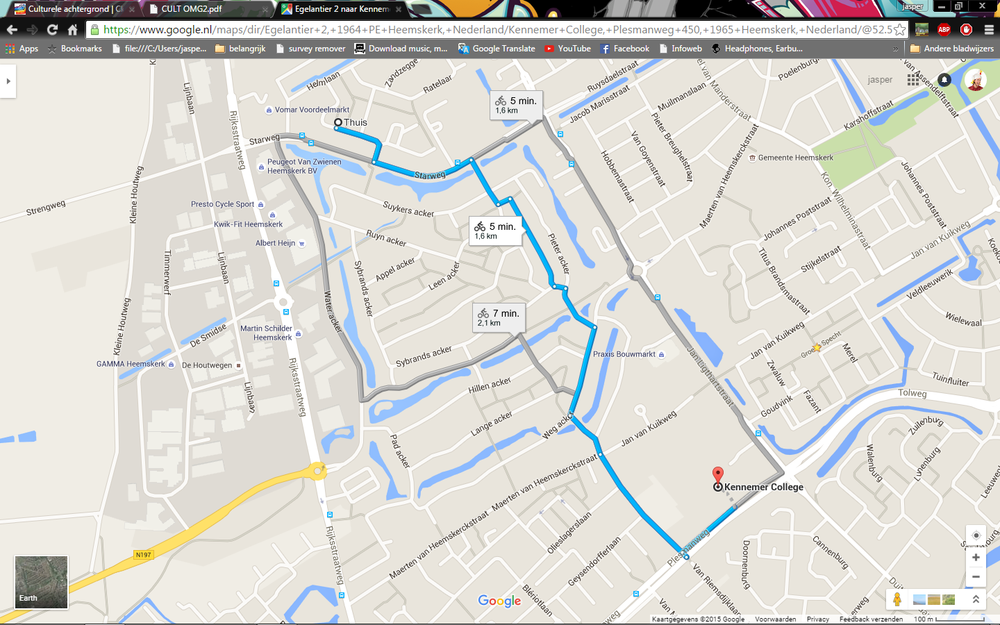 Culturele achtergrond | C
CULT OMG2.pdf
Egelantier 2 naar Kennem
jasper
https://www.google.nl/maps/dir/Egelantier+2,+1964+PE+Heemskerk,+Nederland/Kennemer+College,+Plesmanweg+450,+1965+Heemskerk,+Nederland/@52.5
ABP
Apps
Bookmarks
file:///C:/Users/jaspe...
belangrijk
survey remover
Download music, m...
Google Translate
YouTube
Facebook
Infoweb
Headphones, Earbu...
»
Andere bladwijzers
jasper
Helmlaan
Zandzegge
Ratelaar
Ruysdaelstraat
Jacob Marisstraat
Muilmanslaan
el van Manderstraat
Poelenburg
van Assendelftstraat
Karshoffstraat
Lijnbaan
Rijksstraatweg
Vomar Voordeelmarkt
5 min.
1,6 km
Thuis
Starweg
Peugeot Van Zwienen
Heemskerk BV
Starweg
Pieter Breughelstraat
Van Goyenstraat
Hobbemastraat
Maerten van Heemskerckstraat
Gemeente Heemskerk
Kon. Wilhelminastraat
Johannes Poststraat
Johannes Poststraat
Kleine Houtweg
Strengweg
Presto Cycle Sport
Kwik-Fit Heemskerk
Albert Heijn
Suykers acker
Ruyn acker
5 min.
1,6 km
Pieter acker
Jan van Kuikweg
Stijkelstraat
Titus Brandsmastraat
Timmerwerf
Lijnbaan
Appel acker
Leen acker
Sybrands acker
Water acker
Veldleeuwerik
Koekoe
Wielewaal
7 min.
2,1 km
Kleine Houtweg
De Smidse
Martin Schilder
Heemskerk
GAMMA Heemskerk
De Houtwegen
Sybrands acker
Praxis Bouwmarkt
Jan Ligthartstraat
Jan van Kuikweg
Specht
Merel
Zwaluw
Fazant
Goudvink
Tuinfluiter
Tolweg
Rijksstraatweg
Lijnbaan
Hillen acker
Lange acker
Weg acker
Pad acker
Jan van Kuikweg
Zuilenburg
Walenburg
Lunenburg
Leeuwen
Maerten van Heemskerckstraat
Kennemer College
Maerten van Heemskerckstraat
Olieslagerslaan
Geysendorfferlaan
Plesmanweg
Cannenburg
Doornenburg
N197
Rijksstraatweg
Blériotlaan
Van Riemsdijklaan
Earth
Google
Kaartgegevens ©2015 Google
Voorwaarden
Privacy
Feedback verzenden
100 m